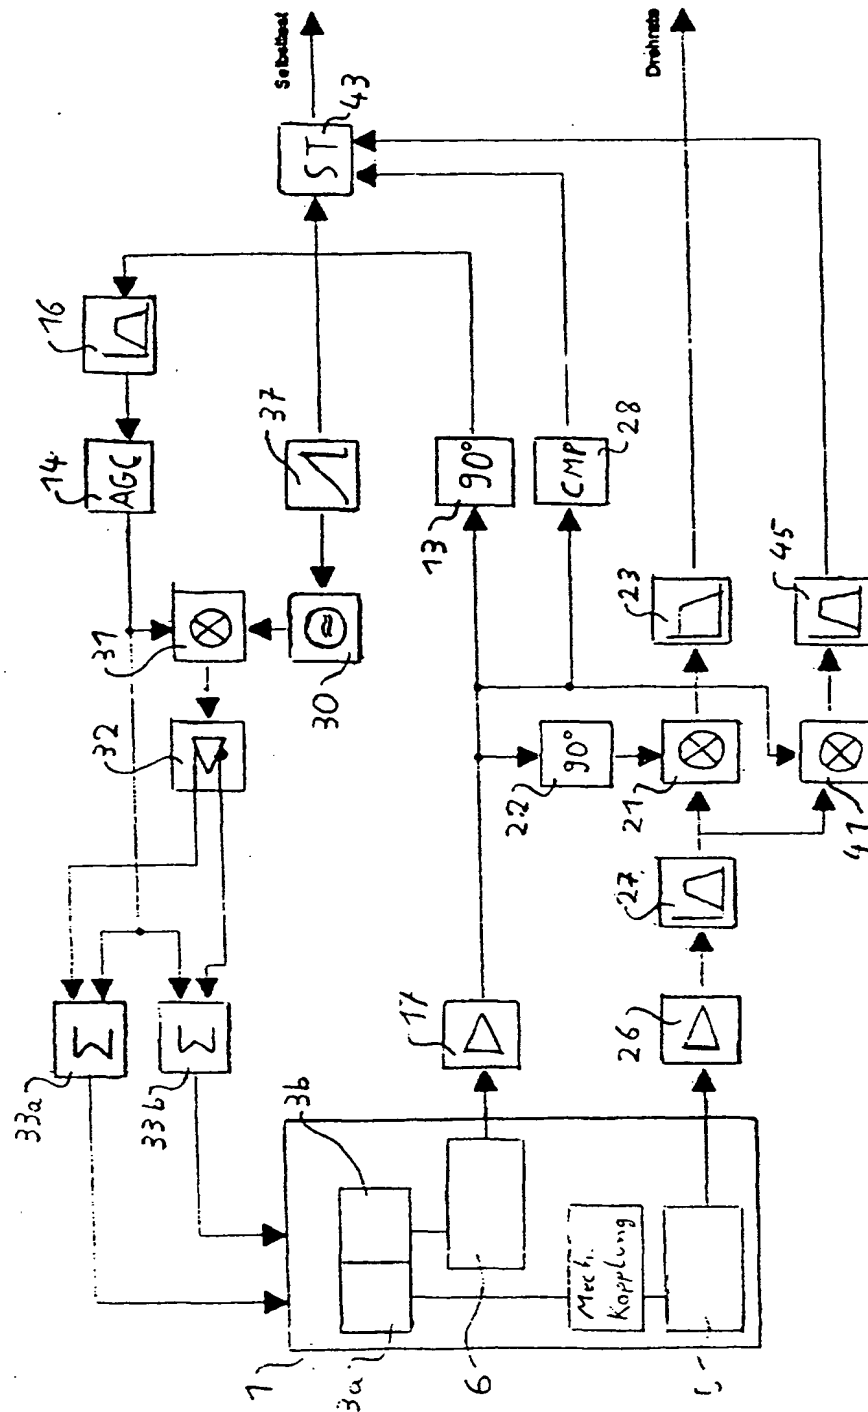 Selbsttest
Drehrate
ST
43
16
AGC
14
37
90°
13
CMP
28
31
30
32
90°
22
21
23
45
41
27
26
17
Σ
33a
Σ
33b
1
3a
3b
6
Mech.
Kopplung